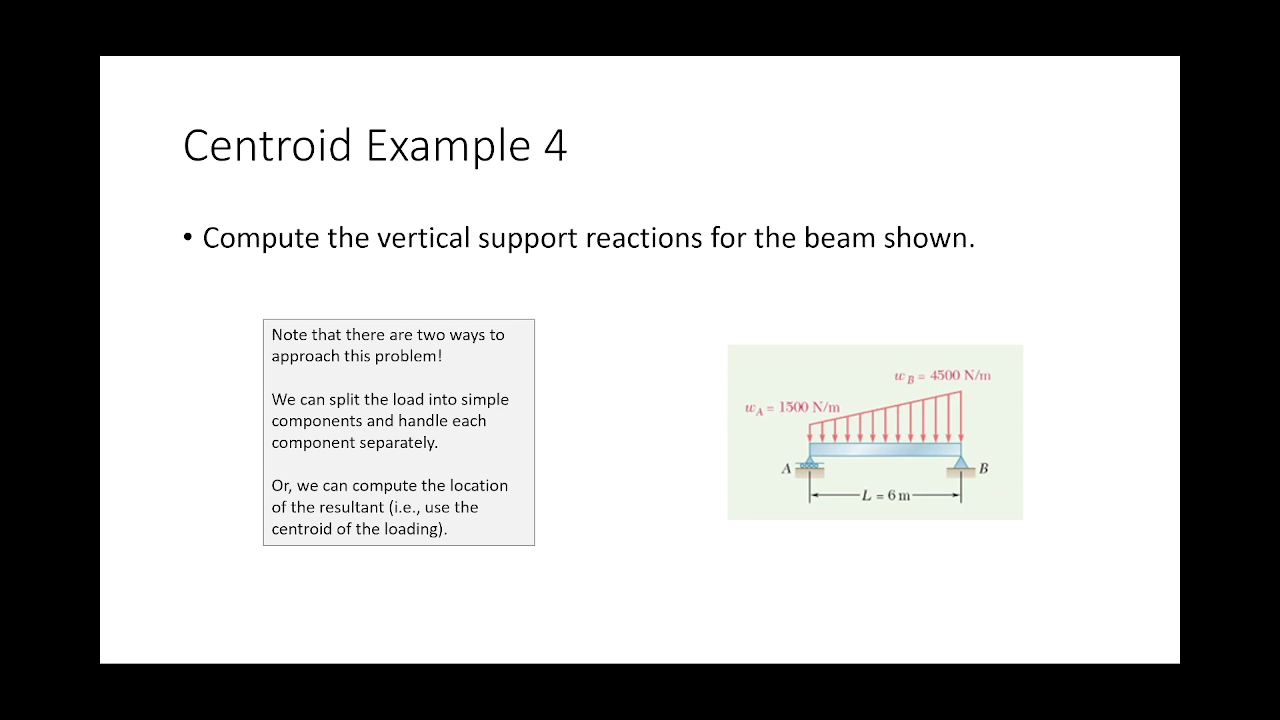 Centroid Example 4
• Compute the vertical support reactions for the beam shown.
Note that there are two ways to
approach this problem!
We can split the load into simple
components and handle each
component separately.
Or, we can compute the location
of the resultant (i.e., use the
centroid of the loading).
w_B = 4500 N/m
w_A = 1500 N/m
A
B
L = 6 m